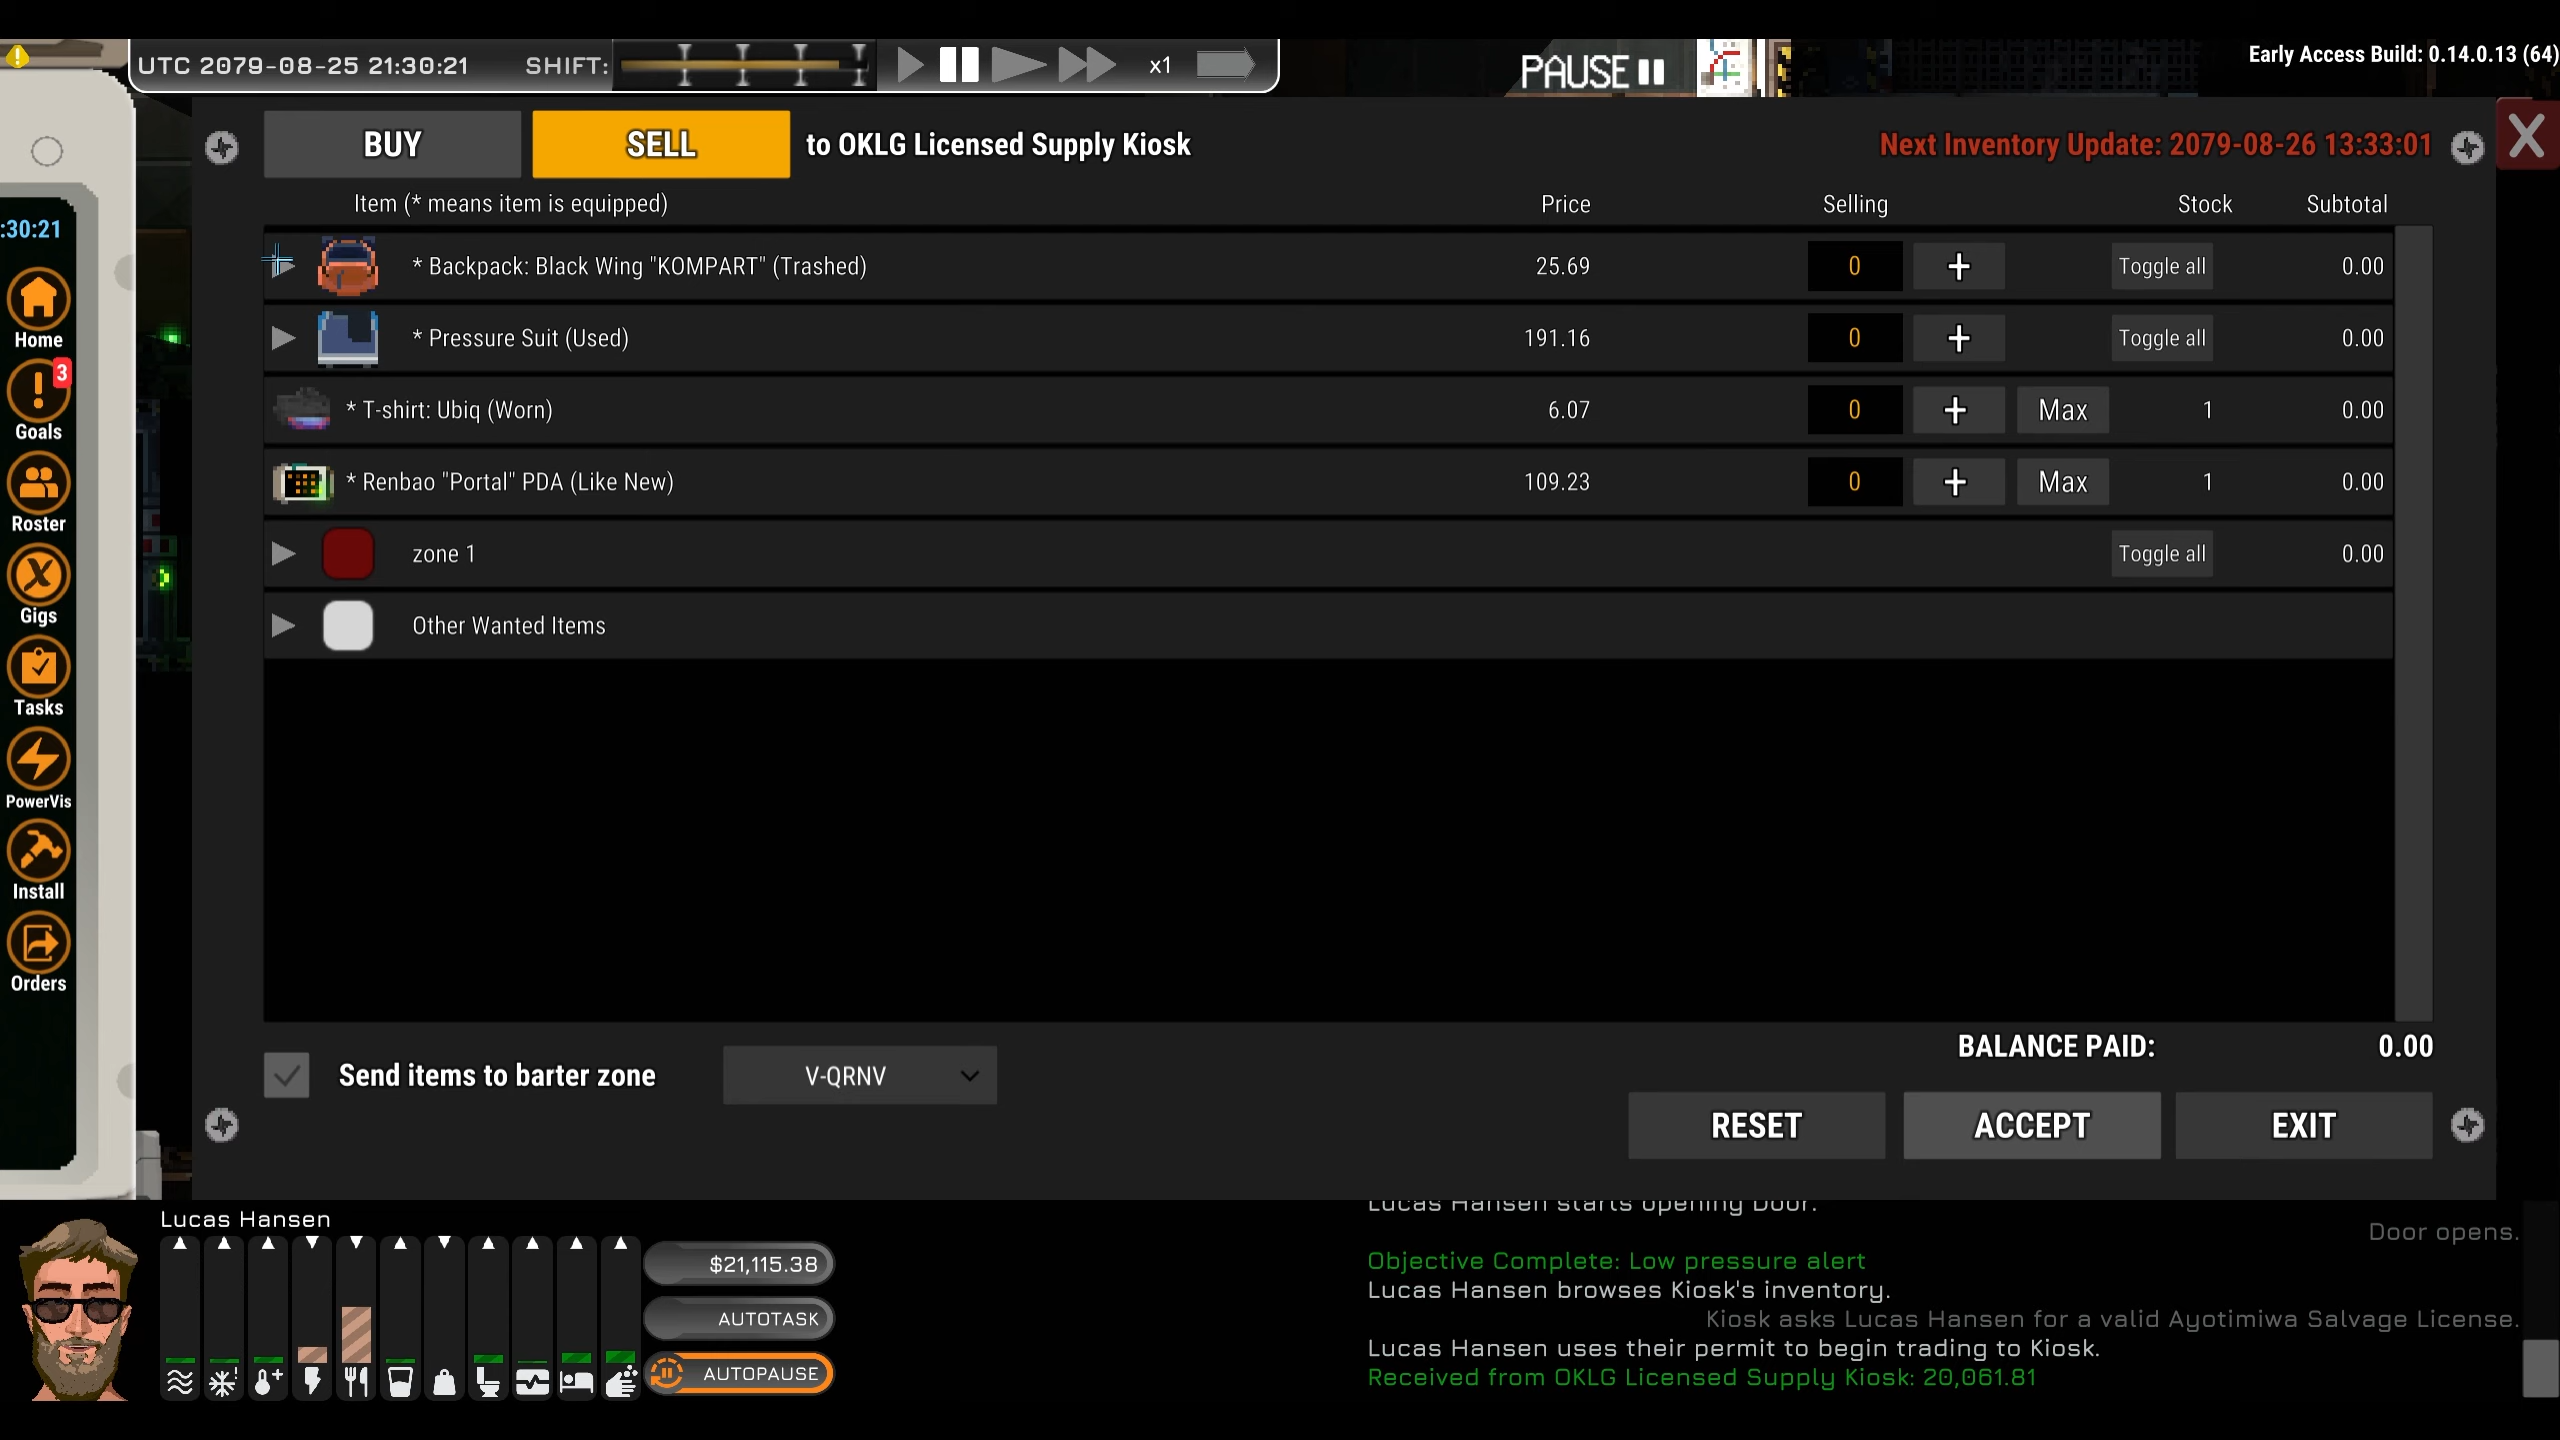 UTC 2079-08-25 21:30:21
SHIFT:
x1
PAUSE
Early Access Build: 0.14.0.13 (64)
BUY
SELL
to OKLG Licensed Supply Kiosk
Next Inventory Update: 2079-08-26 13:33:01
X
Item (* means item is equipped)
Price
Selling
Stock
Subtotal
* Backpack: Black Wing "KOMPART" (Trashed)
25.69
0
+
Toggle all
0.00
* Pressure Suit (Used)
191.16
0
+
Toggle all
0.00
* T-shirt: Ubiq (Worn)
6.07
0
+
Max
1
0.00
* Renbao "Portal" PDA (Like New)
109.23
0
+
Max
1
0.00
zone 1
Toggle all
0.00
Other Wanted Items
:30:21
Home
3
Goals
Roster
Gigs
Tasks
PowerVis
Install
Orders
BALANCE PAID:
0.00
Send items to barter zone
V-QRNV
RESET
ACCEPT
EXIT
Lucas Hansen
$21,115.38
AUTOTASK
AUTOPAUSE
Lucas Hansen starts opening Door.
Door opens.
Objective Complete: Low pressure alert
Lucas Hansen browses Kiosk's inventory.
Kiosk asks Lucas Hansen for a valid Ayotimiwa Salvage License.
Lucas Hansen uses their permit to begin trading to Kiosk.
Received from OKLG Licensed Supply Kiosk: 20,061.81